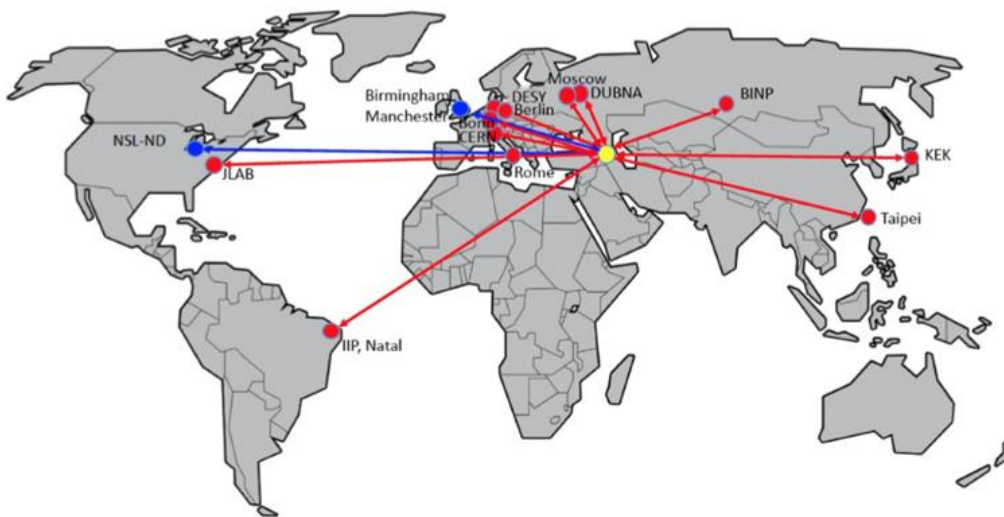 Moscow
Birmingham
DESY
DUBNA
BINP
Manchester
Berlin
Bonn
NSL-ND
CERN
KEK
JLAB
Rome
Taipei
IIP, Natal